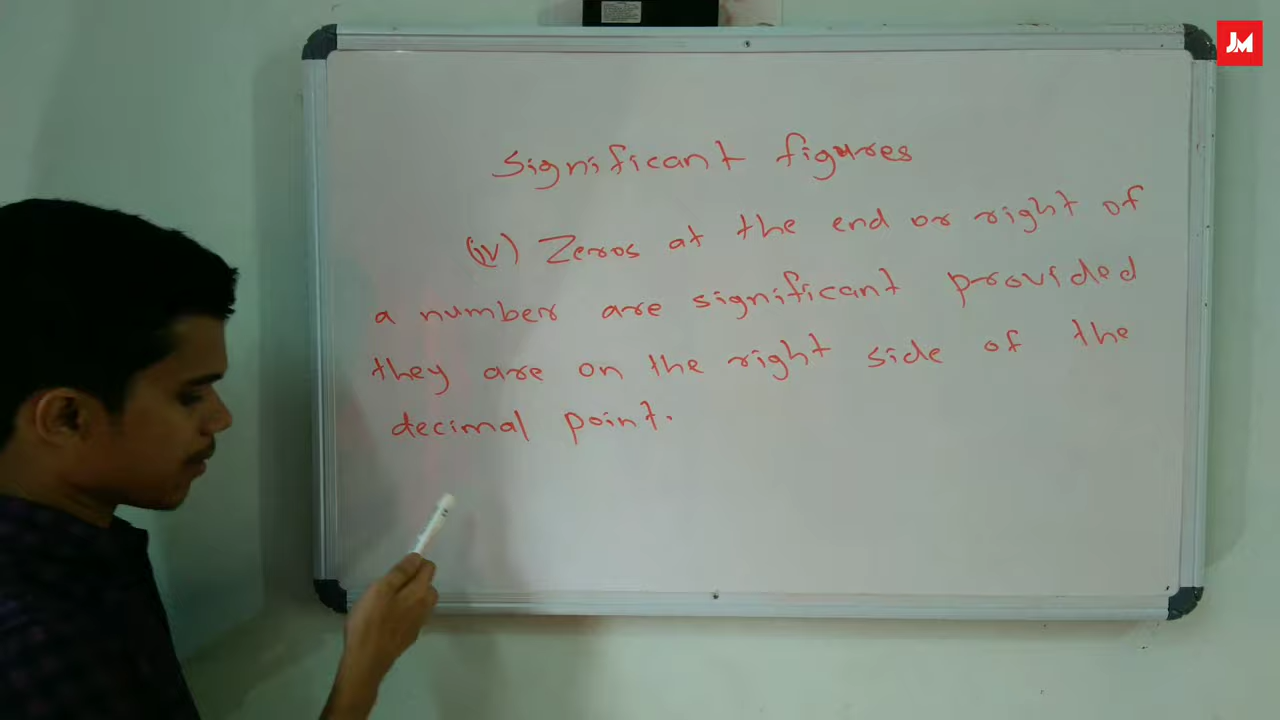 JM
Significant figures
(iv) Zeros at the end or right of
a number are significant provided
they are on the right side of the
decimal point.